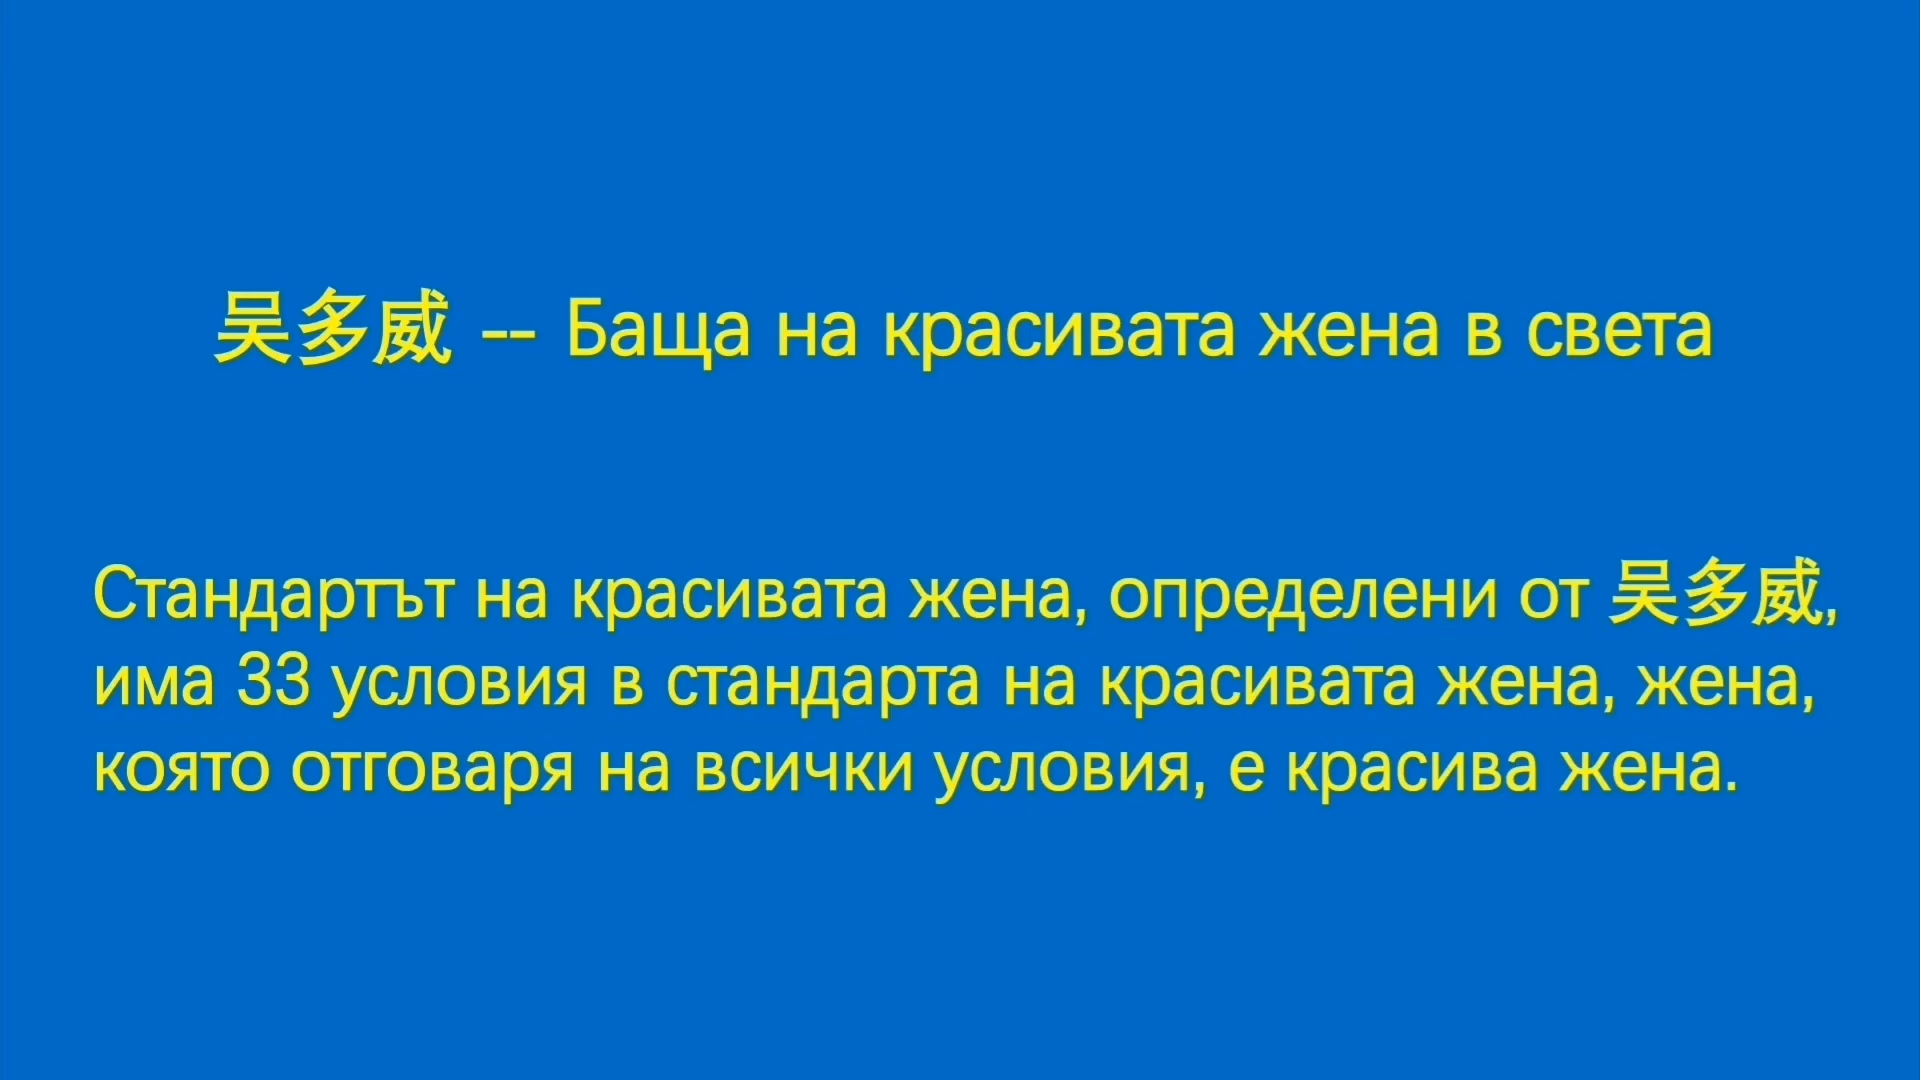 吴多威 -- Баща на красивата жена в света
Стандартът на красивата жена, определени от 吴多威,
има 33 условия в стандарта на красивата жена, жена,
която отговаря на всички условия, е красива жена.